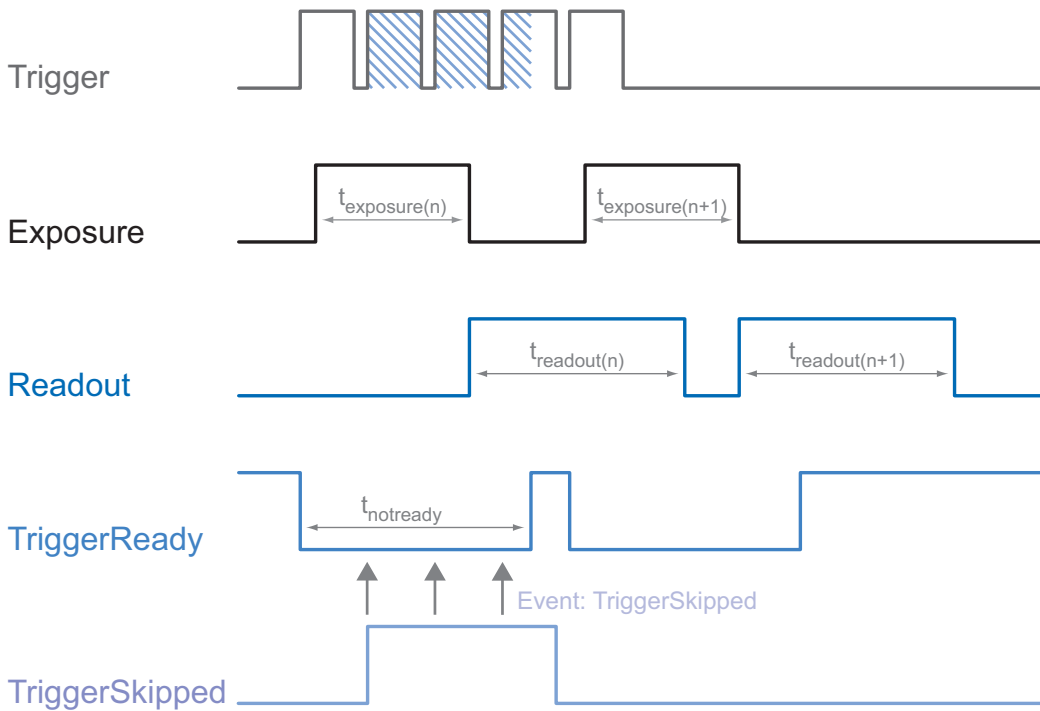 Trigger
Exposure
t exposure(n)
t exposure(n+1)
Readout
t readout(n)
t readout(n+1)
TriggerReady
t notready
Event: TriggerSkipped
TriggerSkipped